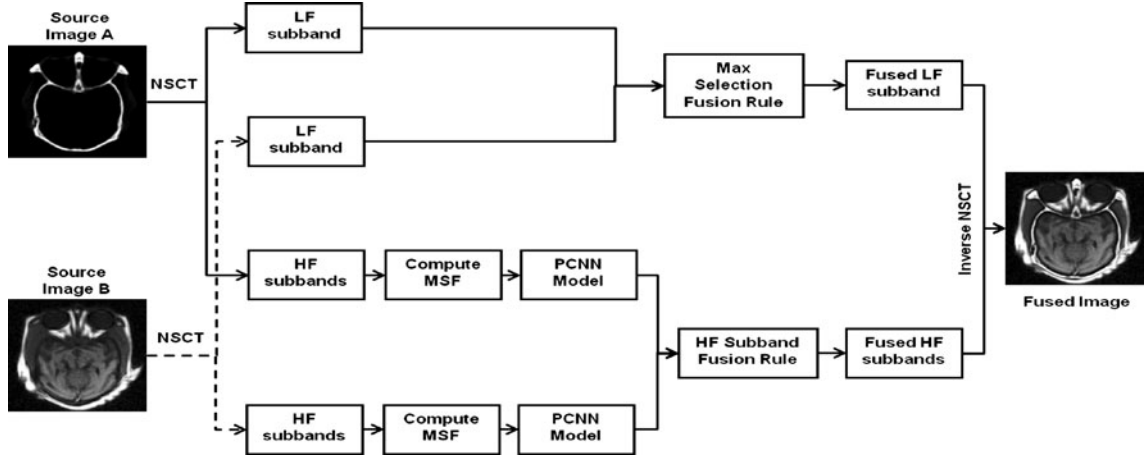 Source
Image A
NSCT
LF
subband
LF
subband
Max
Selection
Fusion Rule
Fused LF
subband
Source
Image B
NSCT
HF
subbands
Compute
MSF
PCNN
Model
HF
subbands
Compute
MSF
PCNN
Model
HF Subband
Fusion Rule
Fused HF
subbands
Inverse NSCT
Fused Image